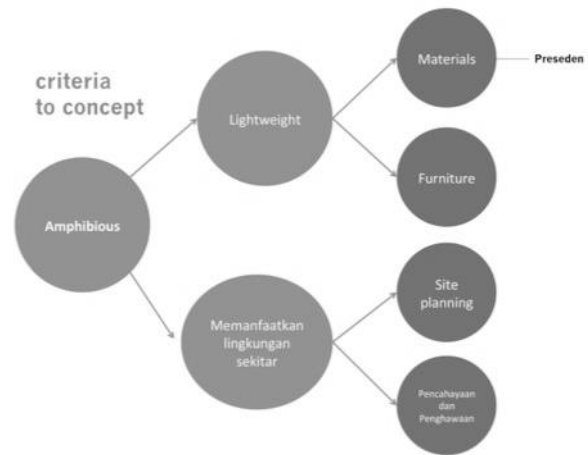 criteria
to concept
Amphibious
Lightweight
Materials
Preseden
Furniture
Memanfaatkan
lingkungan
sekitar
Site
planning
Pencahayaan
dan
Penghawaan